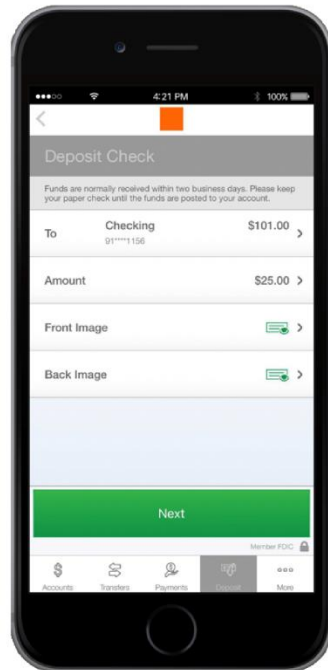 4:21 PM 100%
Deposit Check
Funds are normally received within two business days. Please keep
your paper check until the funds are posted to your account.
To Checking $101.00
91****1156
Amount $25.00
Front Image
Back Image
Next
Member FDIC
Accounts Transfers Payments Deposit More